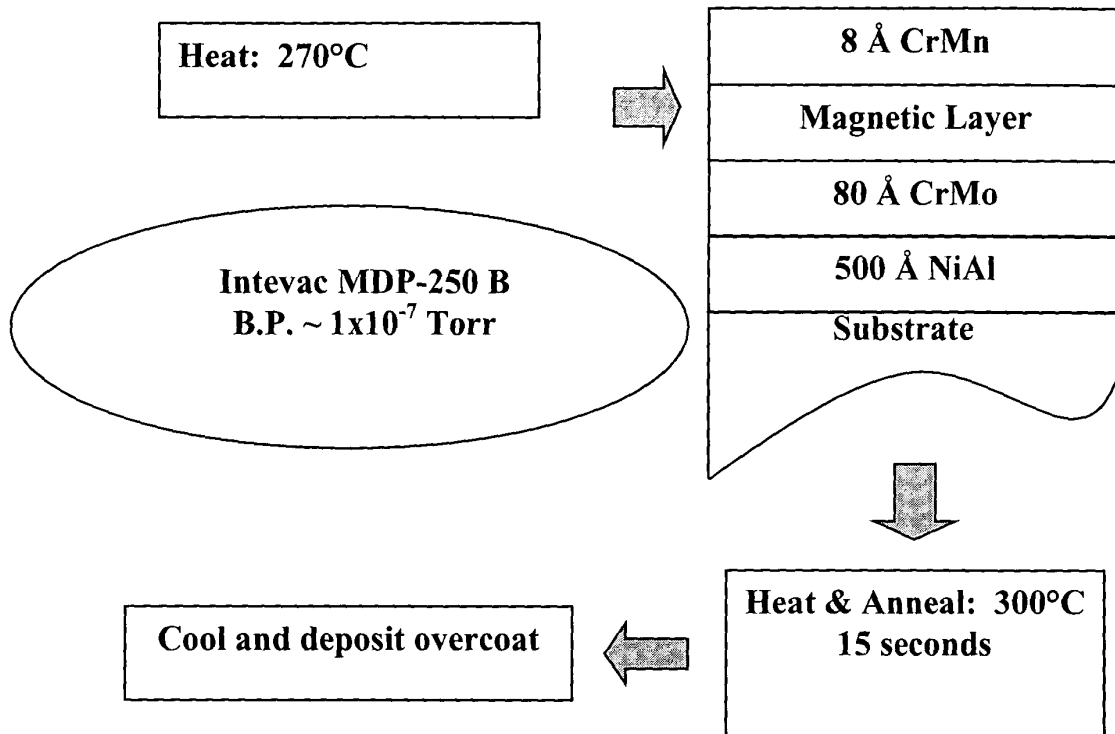 Heat: 270°C
8 Å CrMn
Magnetic Layer
80 Å CrMo
500 Å NiAl
Substrate
Intevac MDP-250 B
B.P. ~ 1x10⁻⁷ Torr
Heat & Anneal: 300°C
15 seconds
Cool and deposit overcoat